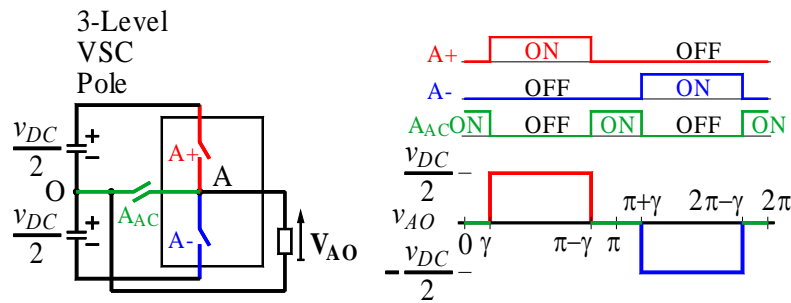 3-Level
VSC
Pole
v_DC/2
+
−
A+
O
A
A_AC
v_DC/2
+
−
A-
V_AO
A+ ON OFF
A- OFF ON
A_AC ON OFF ON OFF ON
v_DC/2
v_AO
π+γ 2π−γ 2π
0 γ π−γ π
−v_DC/2